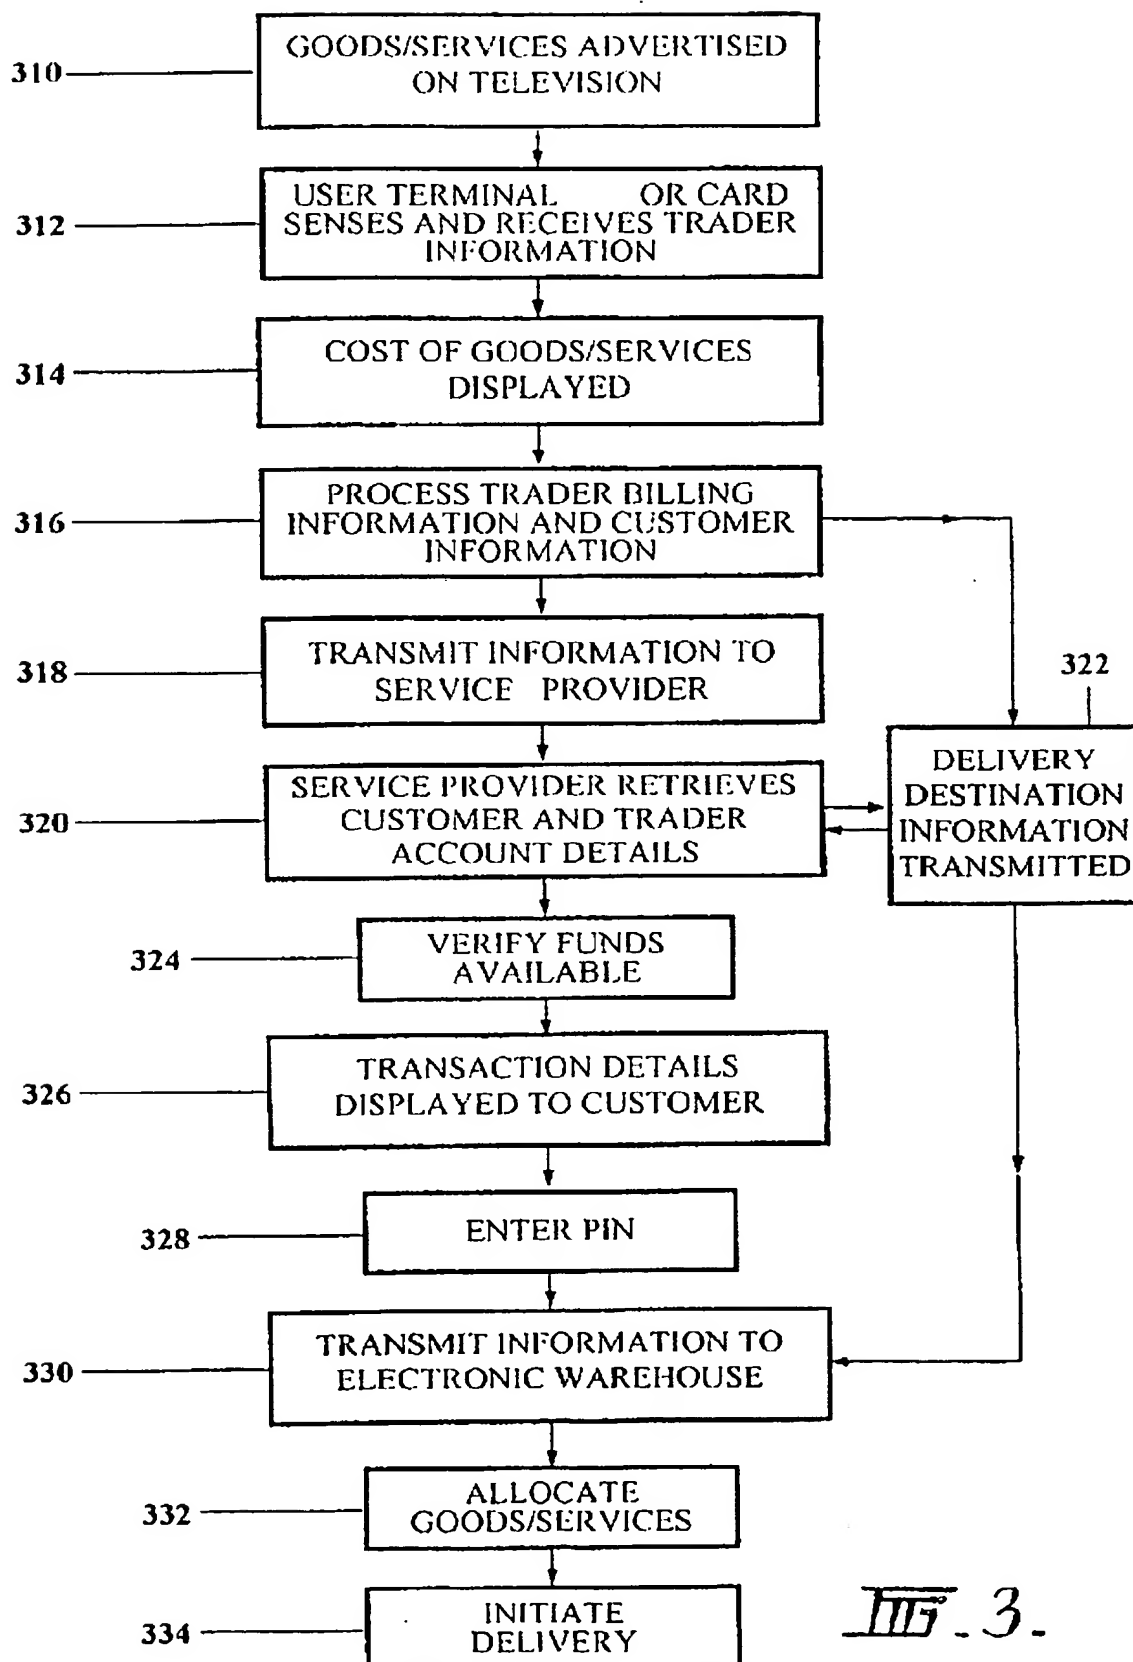 GOODS/SERVICES ADVERTISED
ON TELEVISION
310
USER TERMINAL OR CARD
SENSES AND RECEIVES TRADER
INFORMATION
312
COST OF GOODS/SERVICES
DISPLAYED
314
PROCESS TRADER BILLING
INFORMATION AND CUSTOMER
INFORMATION
316
TRANSMIT INFORMATION TO
SERVICE PROVIDER
318
322
DELIVERY
DESTINATION
INFORMATION
TRANSMITTED
SERVICE PROVIDER RETRIEVES
CUSTOMER AND TRADER
ACCOUNT DETAILS
320
VERIFY FUNDS
AVAILABLE
324
TRANSACTION DETAILS
DISPLAYED TO CUSTOMER
326
ENTER PIN
328
TRANSMIT INFORMATION TO
ELECTRONIC WAREHOUSE
330
ALLOCATE
GOODS/SERVICES
332
INITIATE
DELIVERY
334
FIG. 3.